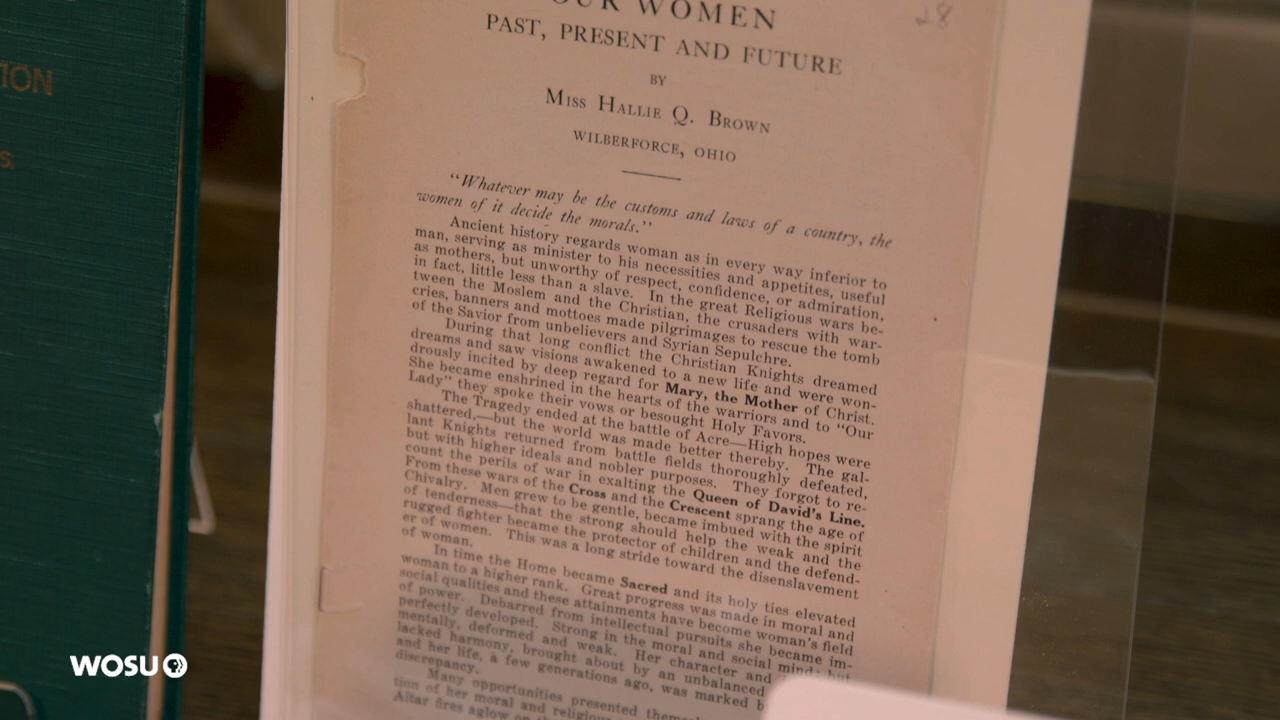 OUR WOMEN
28
PAST, PRESENT AND FUTURE
BY
MISS HALLIE Q. BROWN
WILBERFORCE, OHIO
"Whatever may be the customs and laws of a country, the
women of it decide the morals."
Ancient history regards woman as in every way inferior to
man, serving as minister to his necessities and appetites, useful
as mothers, but unworthy of respect, confidence, or admiration,
in fact, little less than a slave. In the great Religious wars be-
tween the Moslem and the Christian, the crusaders with war-
cries, banners and mottoes made pilgrimages to rescue the tomb
of the Savior from unbelievers and Syrian Sepulchre.
During that long conflict the Christian Knights dreamed
dreams and saw visions awakened to a new life and were won-
drously incited by deep regard for Mary, the Mother of Christ.
She became enshrined in the hearts of the warriors and to "Our
Lady" they spoke their vows or besought Holy Favors.
The Tragedy ended at the battle of Acre—High hopes were
shattered,—but the world was made better thereby. The gal-
lant Knights returned from battle fields thoroughly defeated,
but with higher ideals and nobler purposes. They forgot to re-
count the perils of war in exalting the Queen of David's Line.
From these wars of the Cross and the Crescent sprang the age of
Chivalry. Men grew to be gentle, became imbued with the spirit
of tenderness—that the strong should help the weak and the
rugged fighter became the protector of children and the defend-
er of women. This was a long stride toward the disenslavement
of woman.
In time the Home became Sacred and its holy ties elevated
woman to a higher rank. Great progress was made in moral and
social qualities and these attainments have become woman's field
of power. Debarred from intellectual pursuits she became im-
perfectly developed. Strong in the moral and social mind; but
mentally, deformed and weak. Her character and
lacked harmony, brought about by an unbalanced
and her life, a few generations ago, was marked b
discrepancy.
Many opportunities presented themsel
tion of her moral and religious
Altar fires aglow on th
ION
S.
WOSU PBS